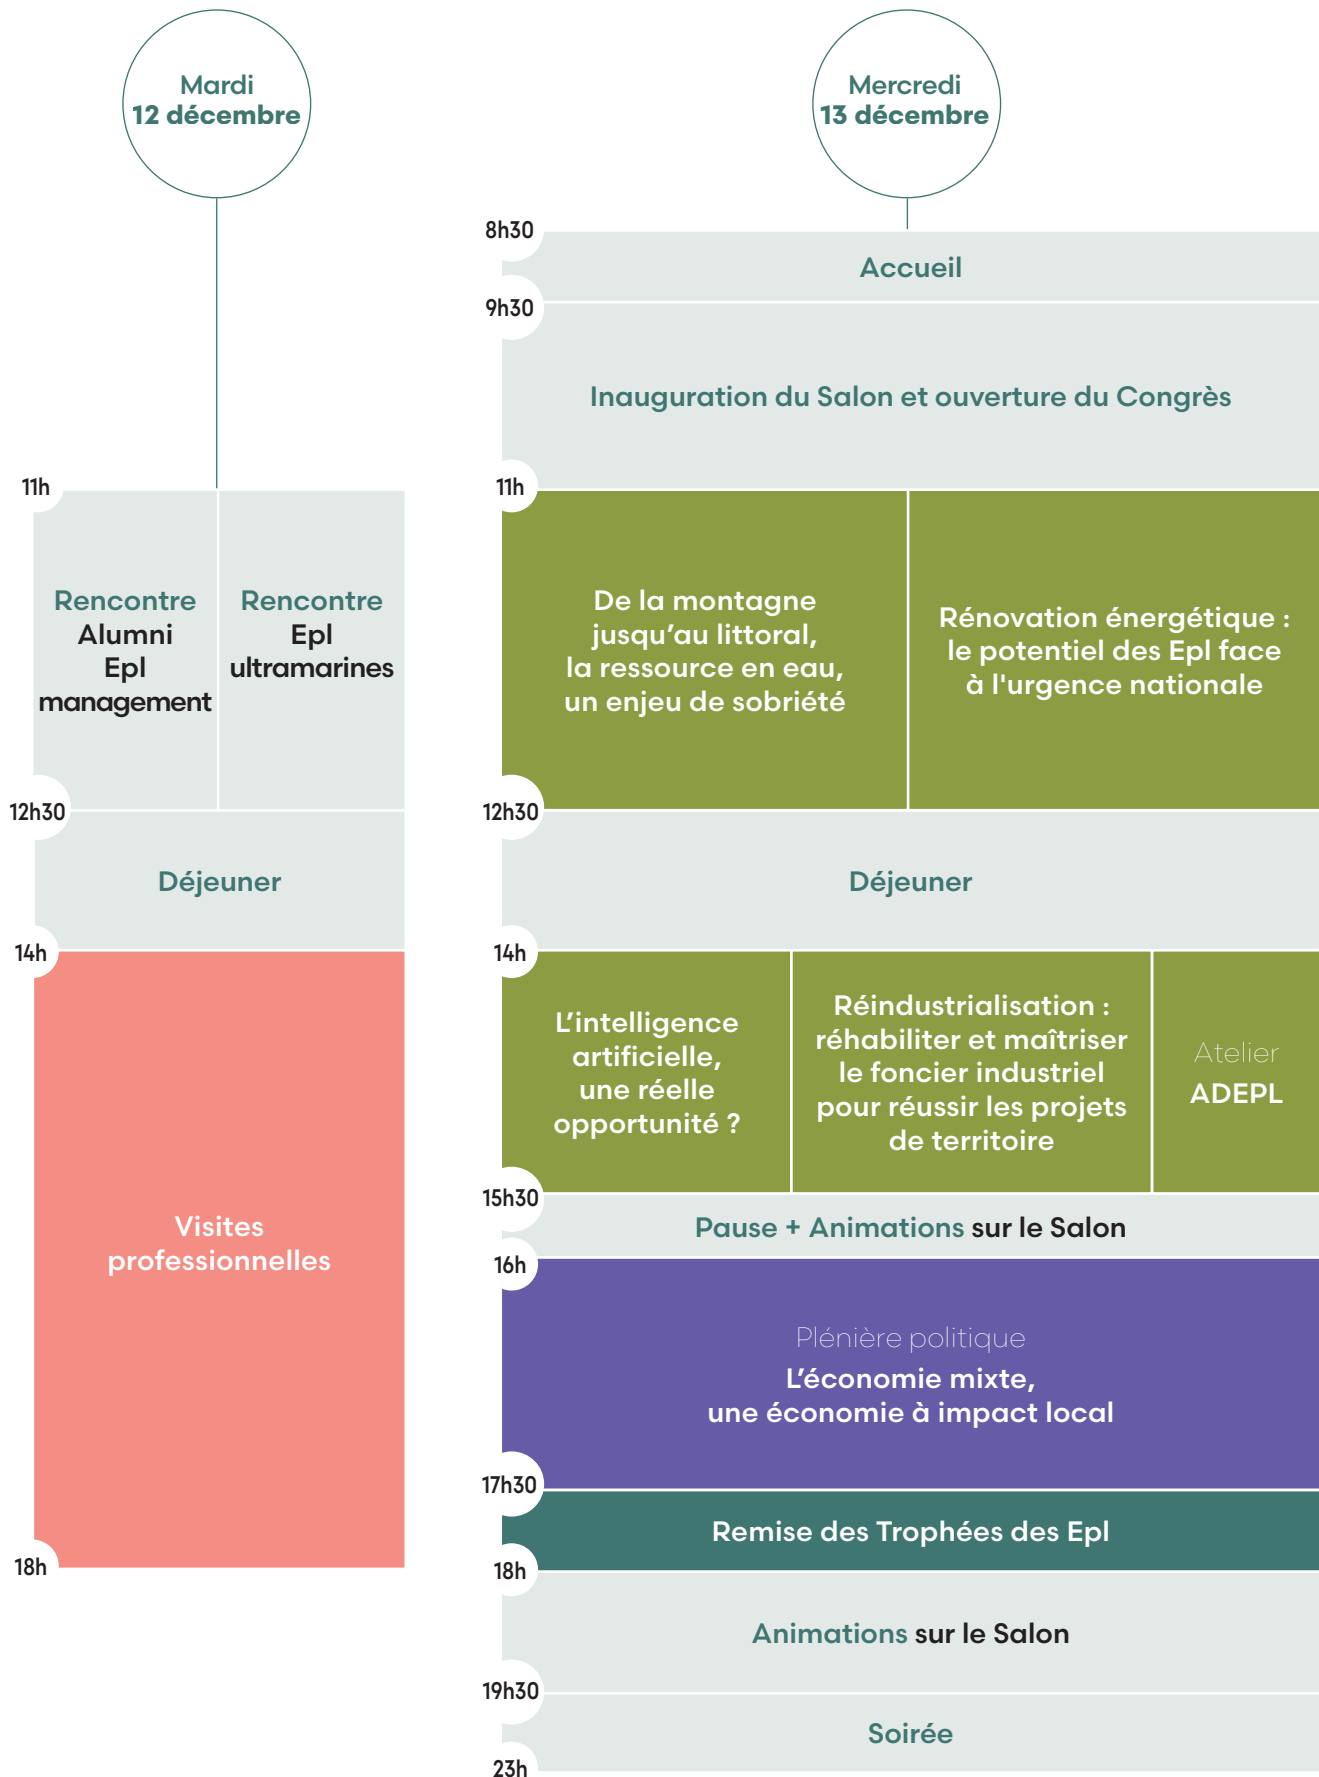 Mardi
12 décembre
11h
Rencontre
Alumni
Epl
management
Rencontre
Epl
ultramarines
12h30
Déjeuner
14h
Visites
professionnelles
18h
Mercredi
13 décembre
8h30
Accueil
9h30
Inauguration du Salon et ouverture du Congrès
11h
De la montagne
jusqu’au littoral,
la ressource en eau,
un enjeu de sobriété
Rénovation énergétique :
le potentiel des Epl face
à l'urgence nationale
12h30
Déjeuner
14h
L’intelligence
artificielle,
une réelle
opportunité ?
Réindustrialisation :
réhabiliter et maîtriser
le foncier industriel
pour réussir les projets
de territoire
Atelier
ADEPL
15h30
Pause + Animations sur le Salon
16h
Plénière politique
L’économie mixte,
une économie à impact local
17h30
Remise des Trophées des Epl
18h
Animations sur le Salon
19h30
Soirée
23h